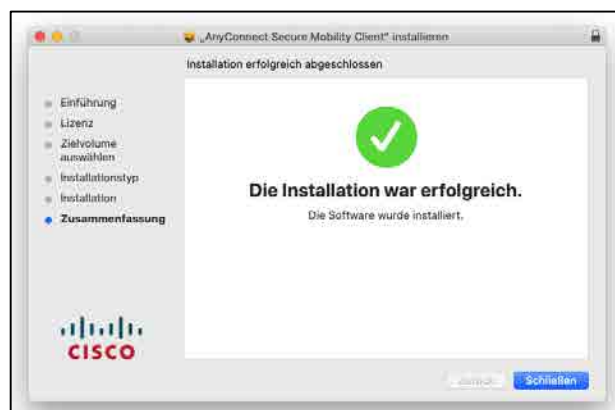 „AnyConnect Secure Mobility Client“ installieren
Installation erfolgreich abgeschlossen
Einführung
Lizenz
Zielvolume
auswählen
Installationstyp
Installation
Zusammenfassung
Die Installation war erfolgreich.
Die Software wurde installiert.
CISCO
Zurück
Schließen